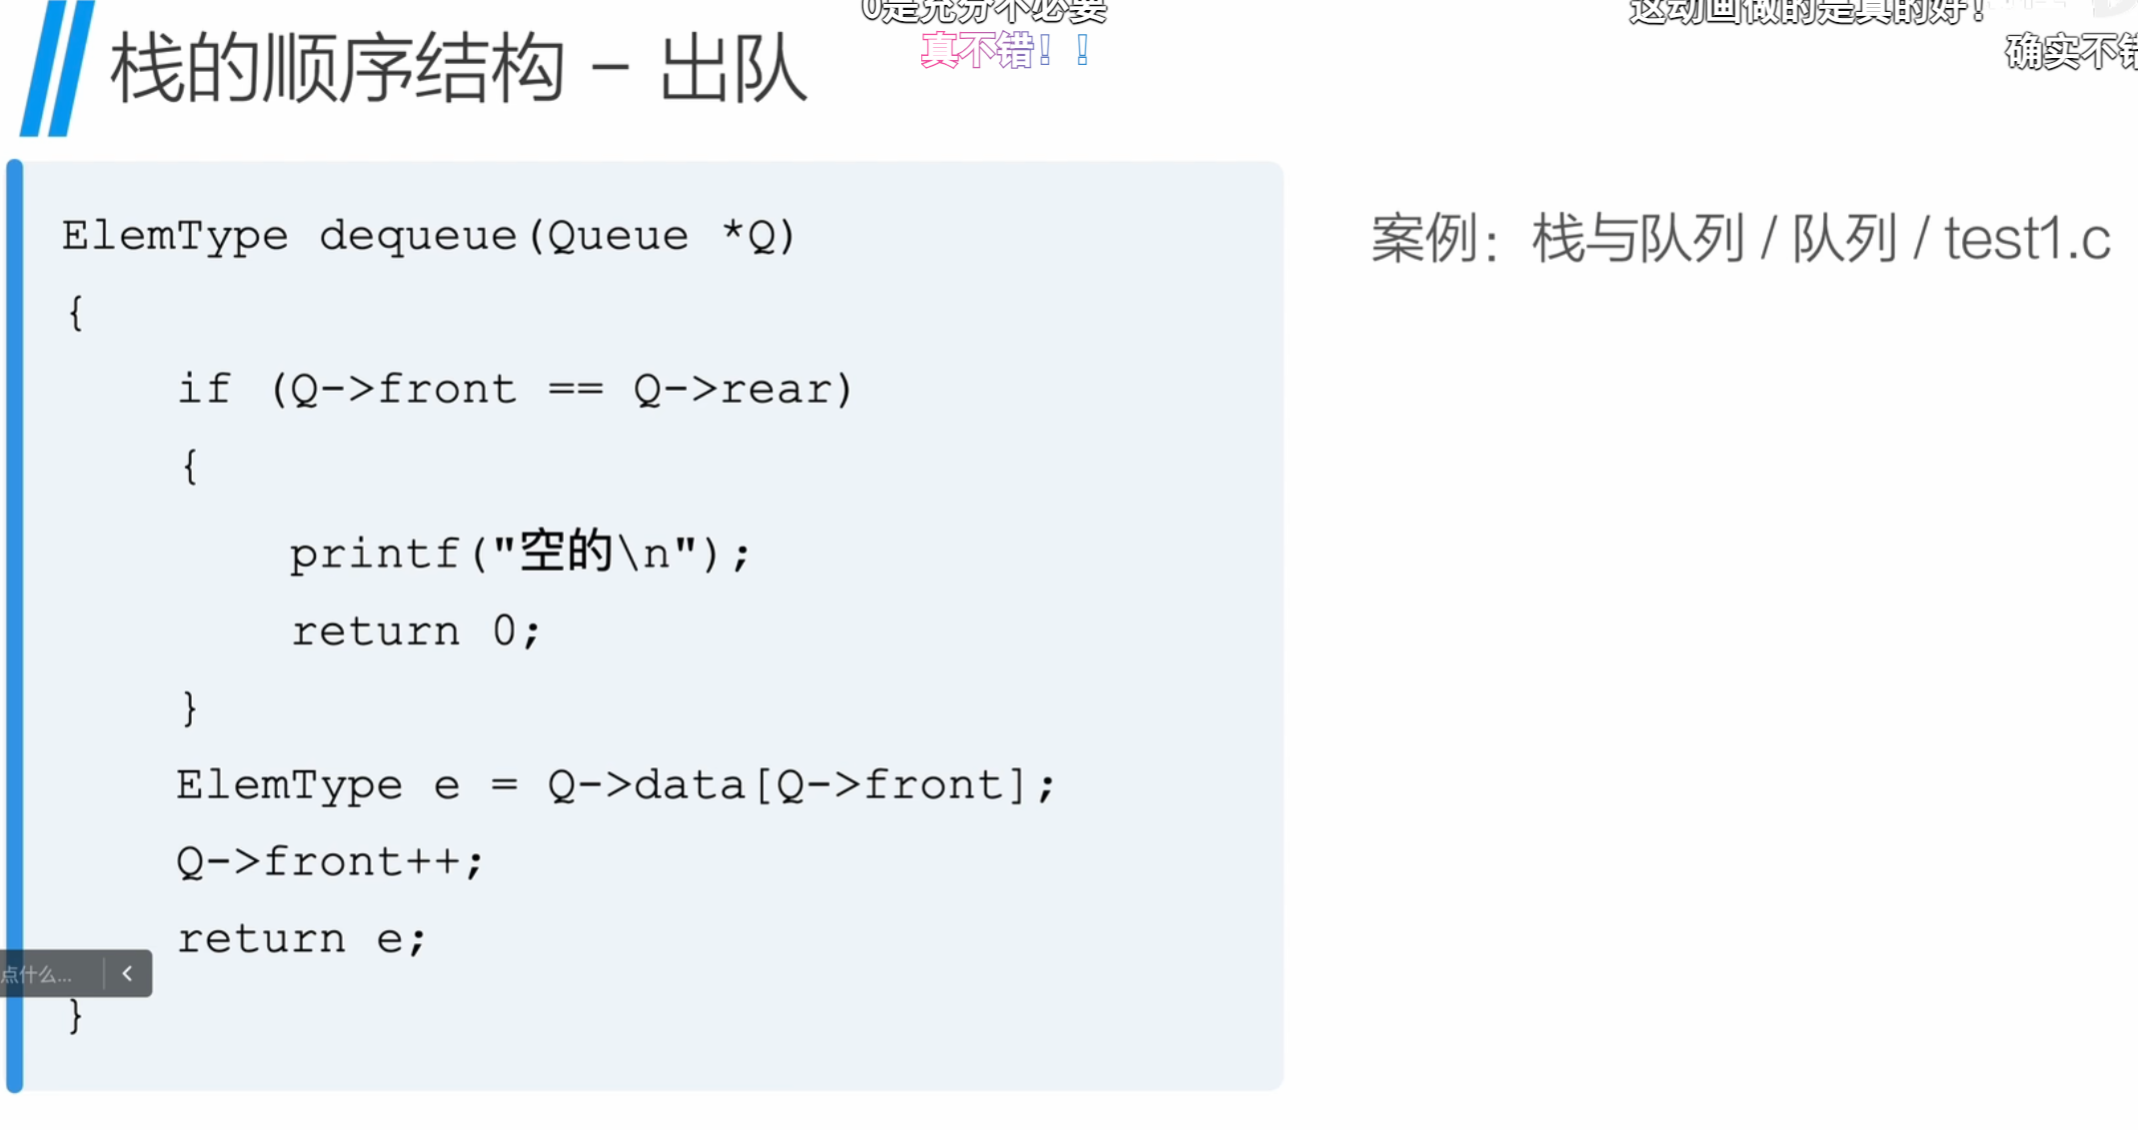 0是充分不必要
这动画做的是真的好！
真不错！！
确实不错
栈的顺序结构 - 出队
案例：栈与队列 / 队列 / test1.c
ElemType dequeue(Queue *Q)
{
if (Q->front == Q->rear)
{
printf("空的\n");
return 0;
}
ElemType e = Q->data[Q->front];
Q->front++;
return e;
点什么...
}